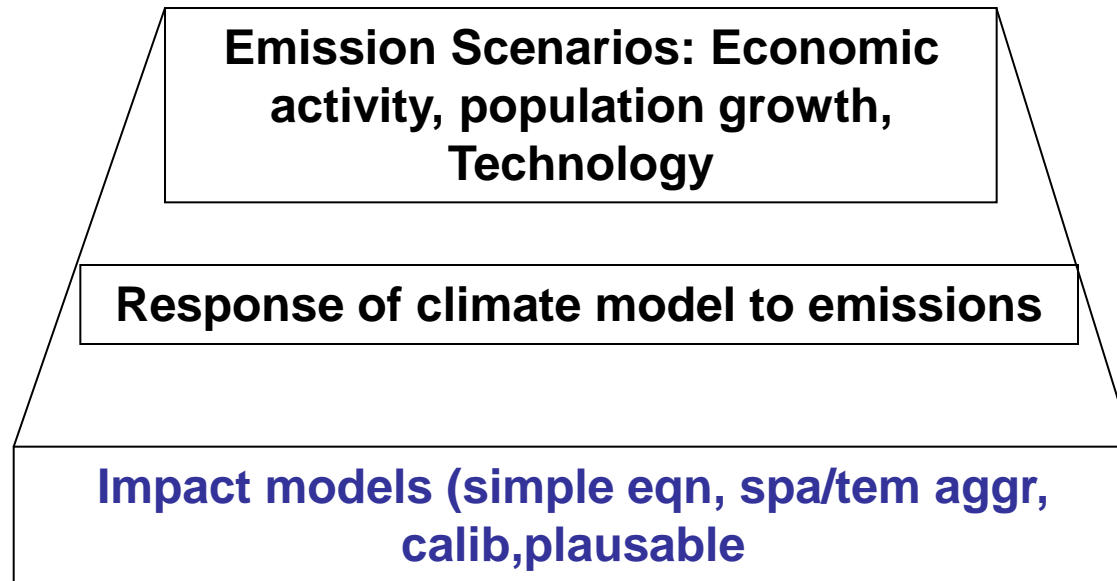 Emission Scenarios: Economic
activity, population growth,
Technology
Response of climate model to emissions
Impact models (simple eqn, spa/tem aggr,
calib,plausable